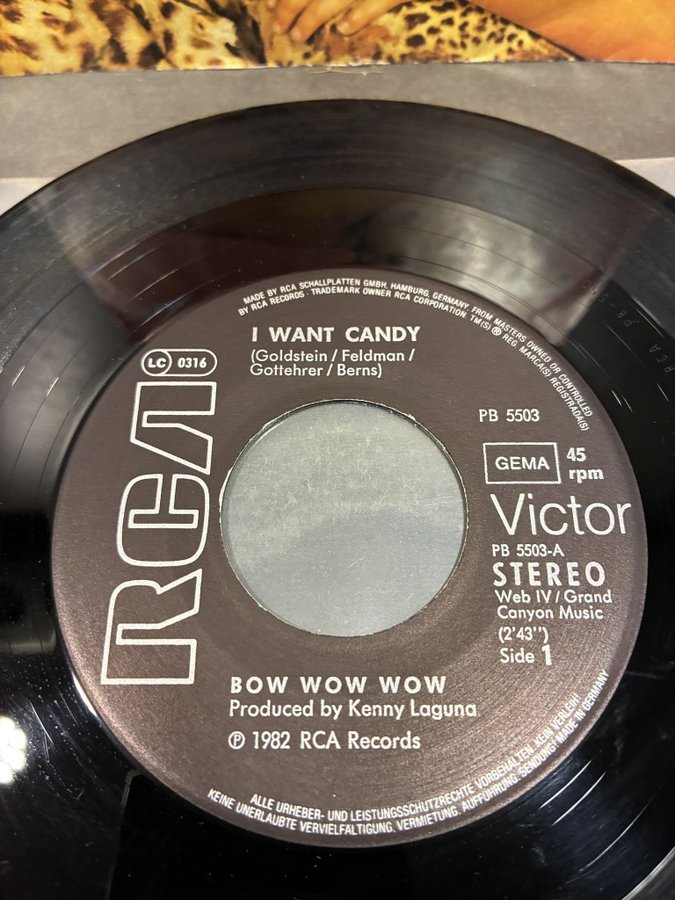 MADE BY RCA SCHALLPLATTEN GMBH, HAMBURG, GERMANY, FROM MASTERS OWNED OR CONTROLLED
BY RCA RECORDS · TRADEMARK OWNER RCA CORPORATION. TM(S) ® REG. MARCA(S) REGISTRADA(S)
I WANT CANDY
(Goldstein / Feldman /
Gottehrer / Berns)
LC 0316
RCA
PB 5503
GEMA
45
rpm
Victor
PB 5503-A
STEREO
Web IV / Grand
Canyon Music
(2'43'')
Side 1
BOW WOW WOW
Produced by Kenny Laguna
℗ 1982 RCA Records
ALLE URHEBER- UND LEISTUNGSSCHUTZRECHTE VORBEHALTEN. KEIN VERLEIH!
KEINE UNERLAUBTE VERVIELFÄLTIGUNG, VERMIETUNG, AUFFÜHRUNG, SENDUNG! MADE IN GERMANY